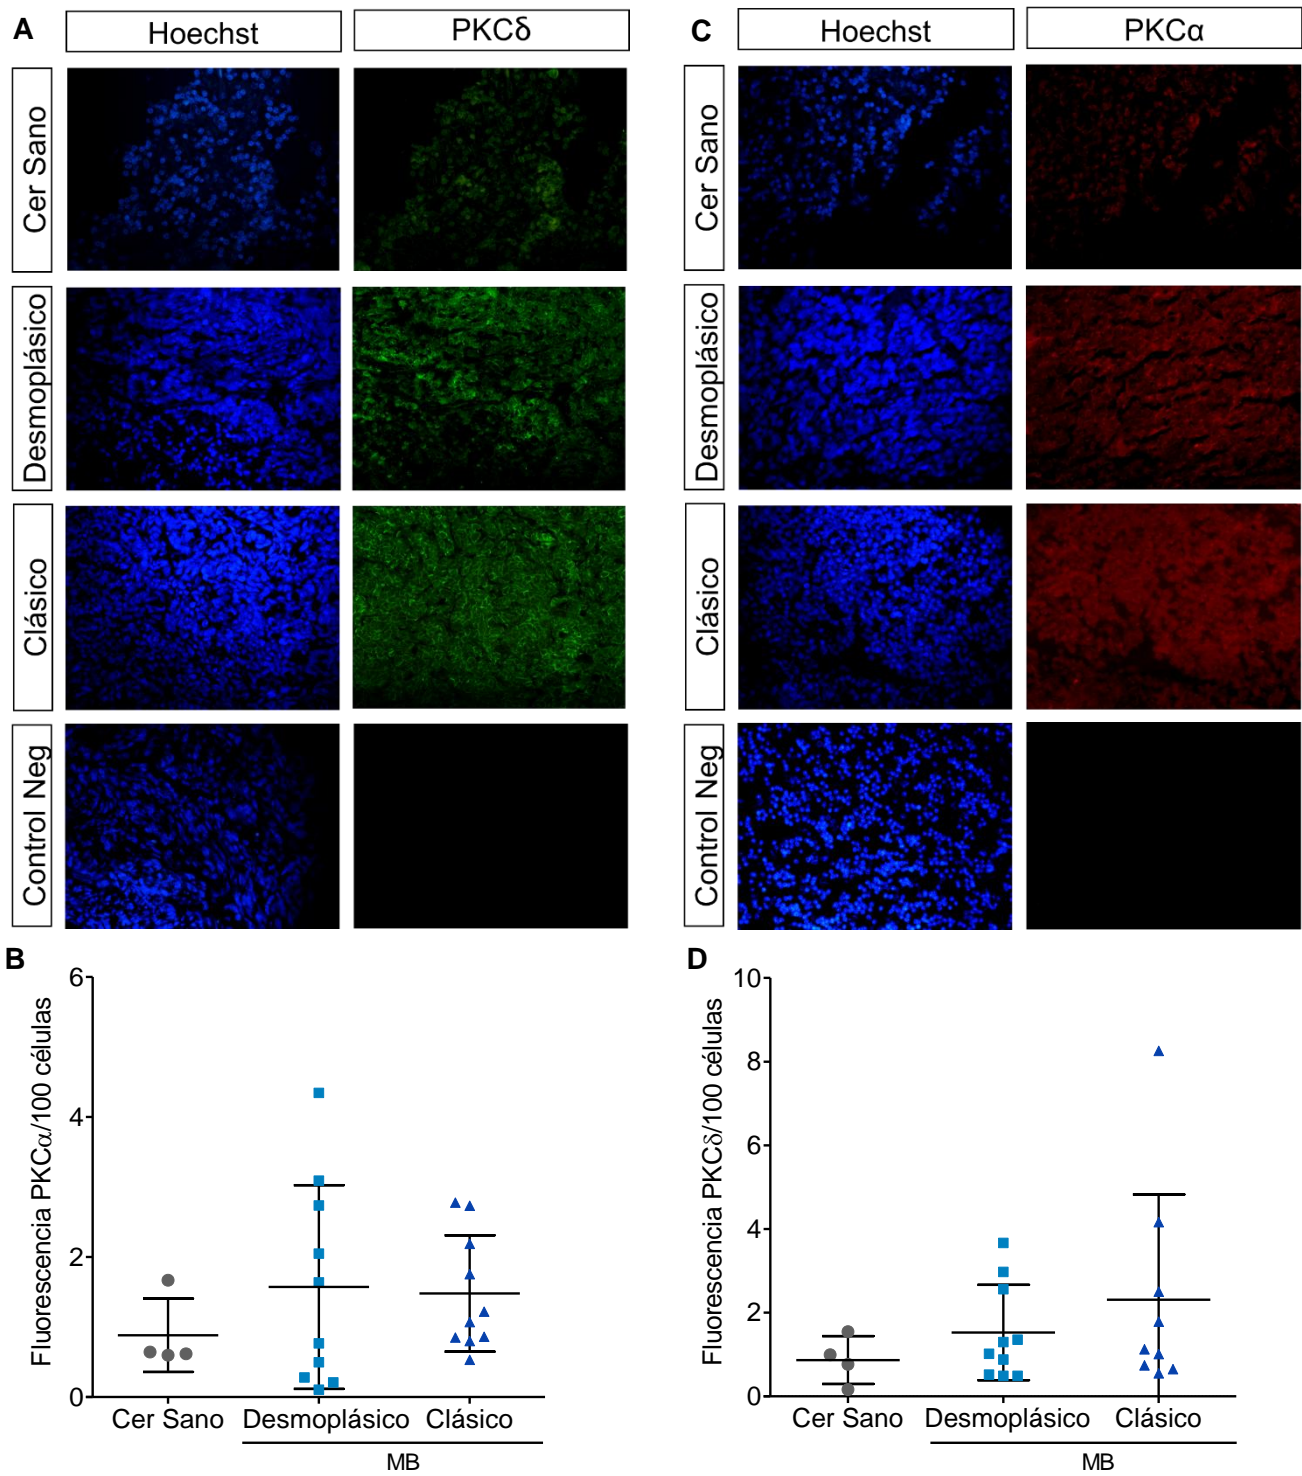 A
Hoechst
PKCδ
Cer Sano
Desmoplásico
Clásico
Control Neg
C
Hoechst
PKCα
Cer Sano
Desmoplásico
Clásico
Control Neg
B
Fluorescencia PKCα/100 células
6
4
2
0
Cer Sano
Desmoplásico
Clásico
MB
D
Fluorescencia PKCδ/100 células
10
8
6
4
2
0
Cer Sano
Desmoplásico
Clásico
MB